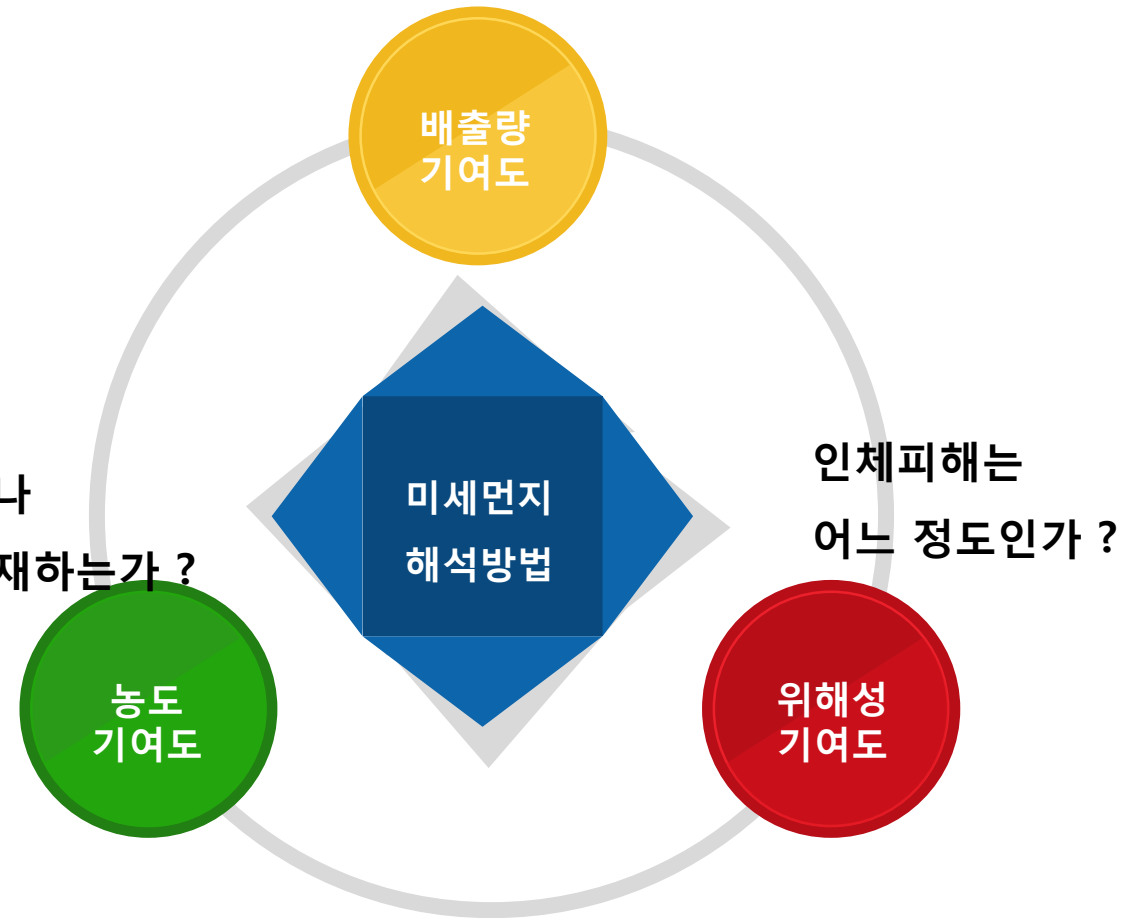 배출량
기여도
미세먼지
해석방법
인체피해는
어느 정도인가 ?
나
재하는가 ?
농도
기여도
위해성
기여도